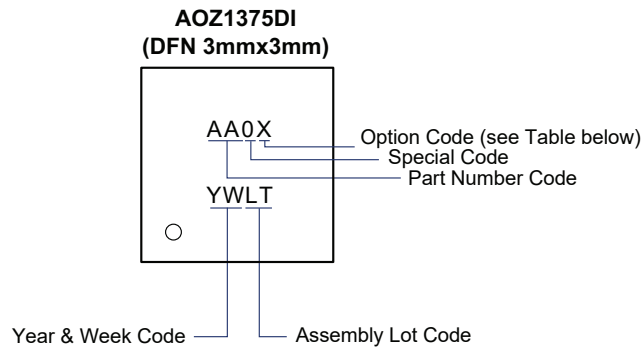 AOZ1375DI
(DFN 3mmx3mm)
AA0X
Option Code (see Table below)
Special Code
Part Number Code
YWLT
Year & Week Code
Assembly Lot Code